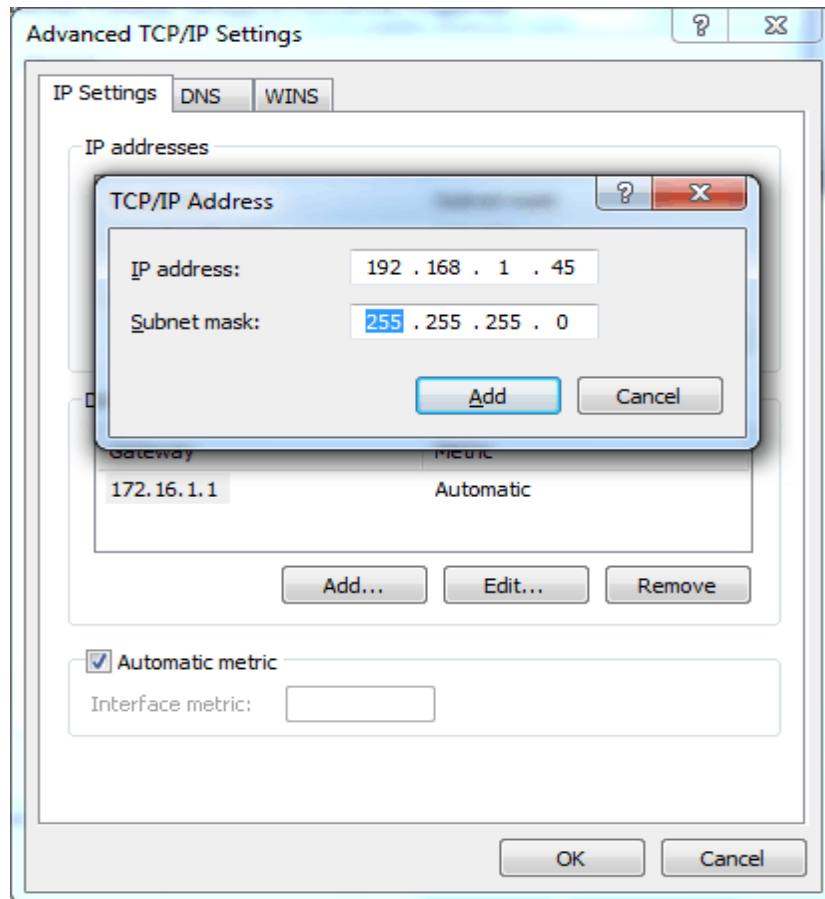 Advanced TCP/IP Settings
IP Settings DNS WINS
IP addresses
TCP/IP Address
IP address: 192 . 168 . 1 . 45
Subnet mask: 255 . 255 . 255 . 0
Add Cancel
Gateway Metric
172.16.1.1 Automatic
Add... Edit... Remove
Automatic metric
Interface metric:
OK Cancel